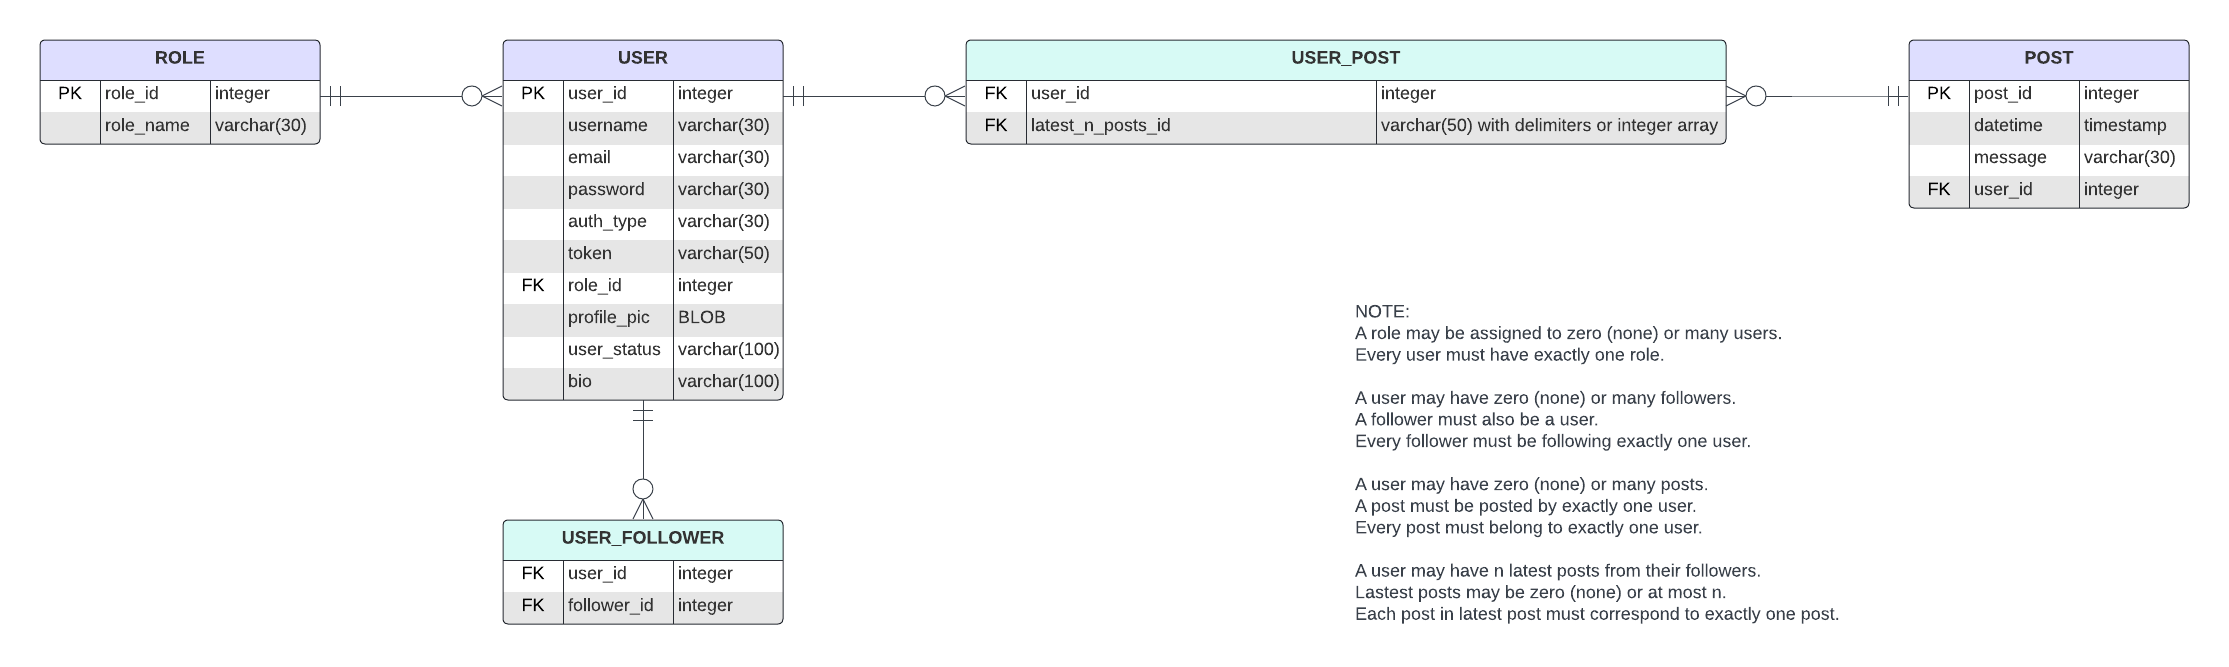 ROLE
PK role_id integer
role_name varchar(30)
USER
PK user_id integer
username varchar(30)
email varchar(30)
password varchar(30)
auth_type varchar(30)
token varchar(50)
FK role_id integer
profile_pic BLOB
user_status varchar(100)
bio varchar(100)
USER_POST
FK user_id integer
FK latest_n_posts_id varchar(50) with delimiters or integer array
POST
PK post_id integer
datetime timestamp
message varchar(30)
FK user_id integer
USER_FOLLOWER
FK user_id integer
FK follower_id integer
NOTE:
A role may be assigned to zero (none) or many users.
Every user must have exactly one role.
A user may have zero (none) or many followers.
A follower must also be a user.
Every follower must be following exactly one user.
A user may have zero (none) or many posts.
A post must be posted by exactly one user.
Every post must belong to exactly one user.
A user may have n latest posts from their followers.
Lastest posts may be zero (none) or at most n.
Each post in latest post must correspond to exactly one post.